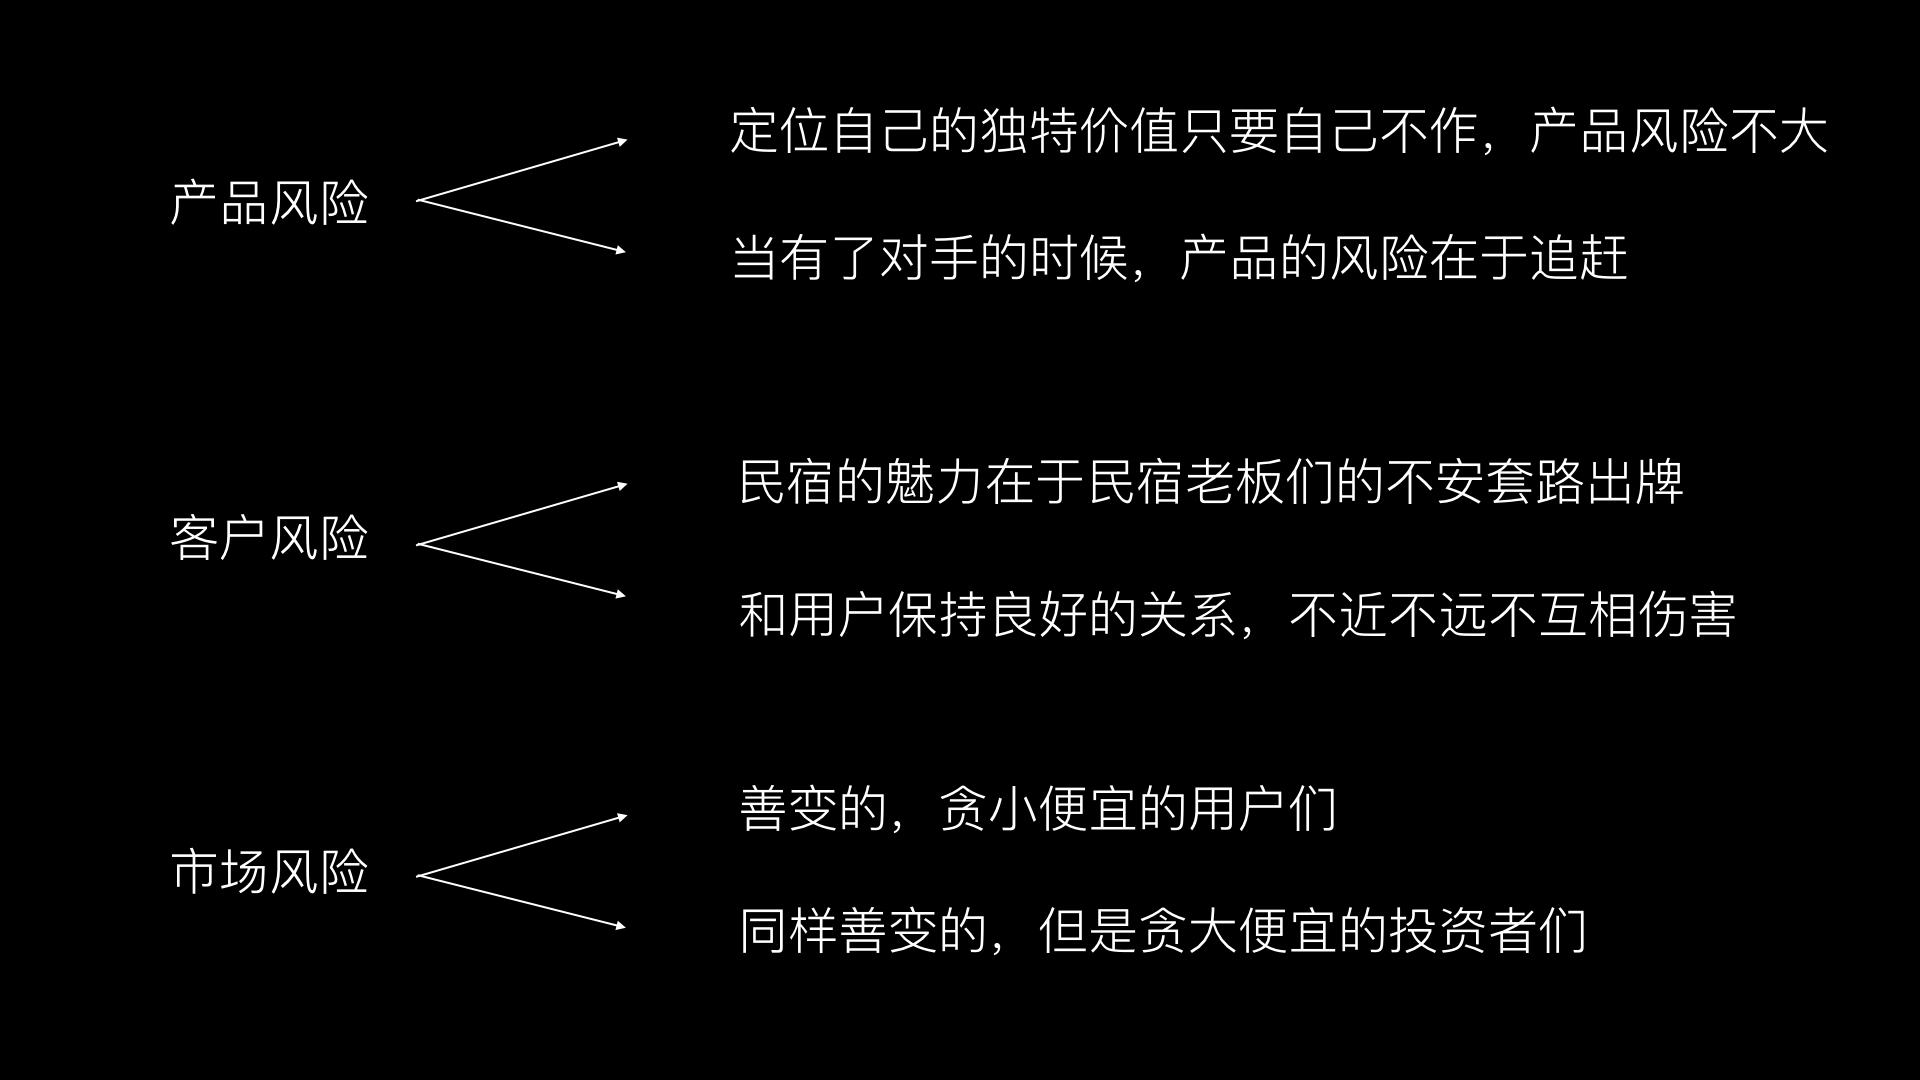 产品风险
定位自己的独特价值只要自己不作，产品风险不大
当有了对手的时候，产品的风险在于追赶
客户风险
民宿的魅力在于民宿老板们的不安套路出牌
和用户保持良好的关系，不近不远不互相伤害
市场风险
善变的，贪小便宜的用户们
同样善变的，但是贪大便宜的投资者们